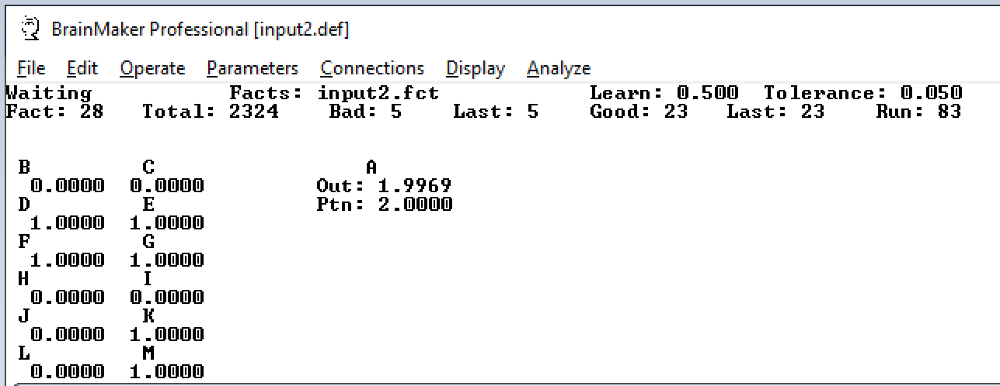 BrainMaker Professional [input2.def]
File Edit Operate Parameters Connections Display Analyze
Waiting Facts: input2.fct Learn: 0.500 Tolerance: 0.050
Fact: 28 Total: 2324 Bad: 5 Last: 5 Good: 23 Last: 23 Run: 83
B C A
0.0000 0.0000 Out: 1.9969
D E Ptn: 2.0000
1.0000 1.0000
F G
1.0000 1.0000
H I
0.0000 0.0000
J K
0.0000 1.0000
L M
0.0000 1.0000